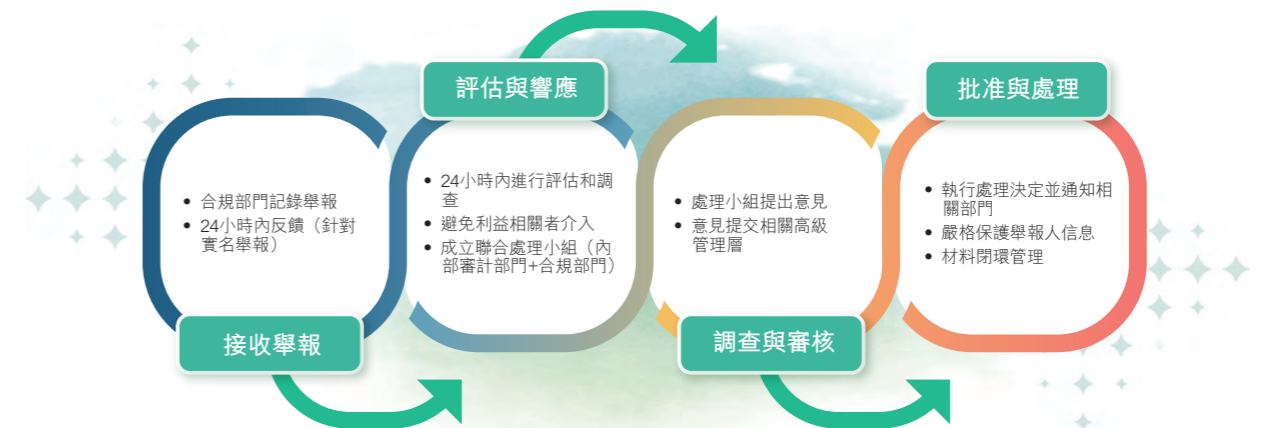 接收舉報
• 合規部門記錄舉報
• 24小時內反饋（針對
實名舉報）
評估與響應
• 24小時內進行評估和調
查
• 避免利益相關者介入
• 成立聯合處理小組（內
部審計部門+合規部門）
調查與審核
• 處理小組提出意見
• 意見提交相關高級
管理層
批准與處理
• 執行處理決定並通知相
關部門
• 嚴格保護舉報人信息
• 材料閉環管理